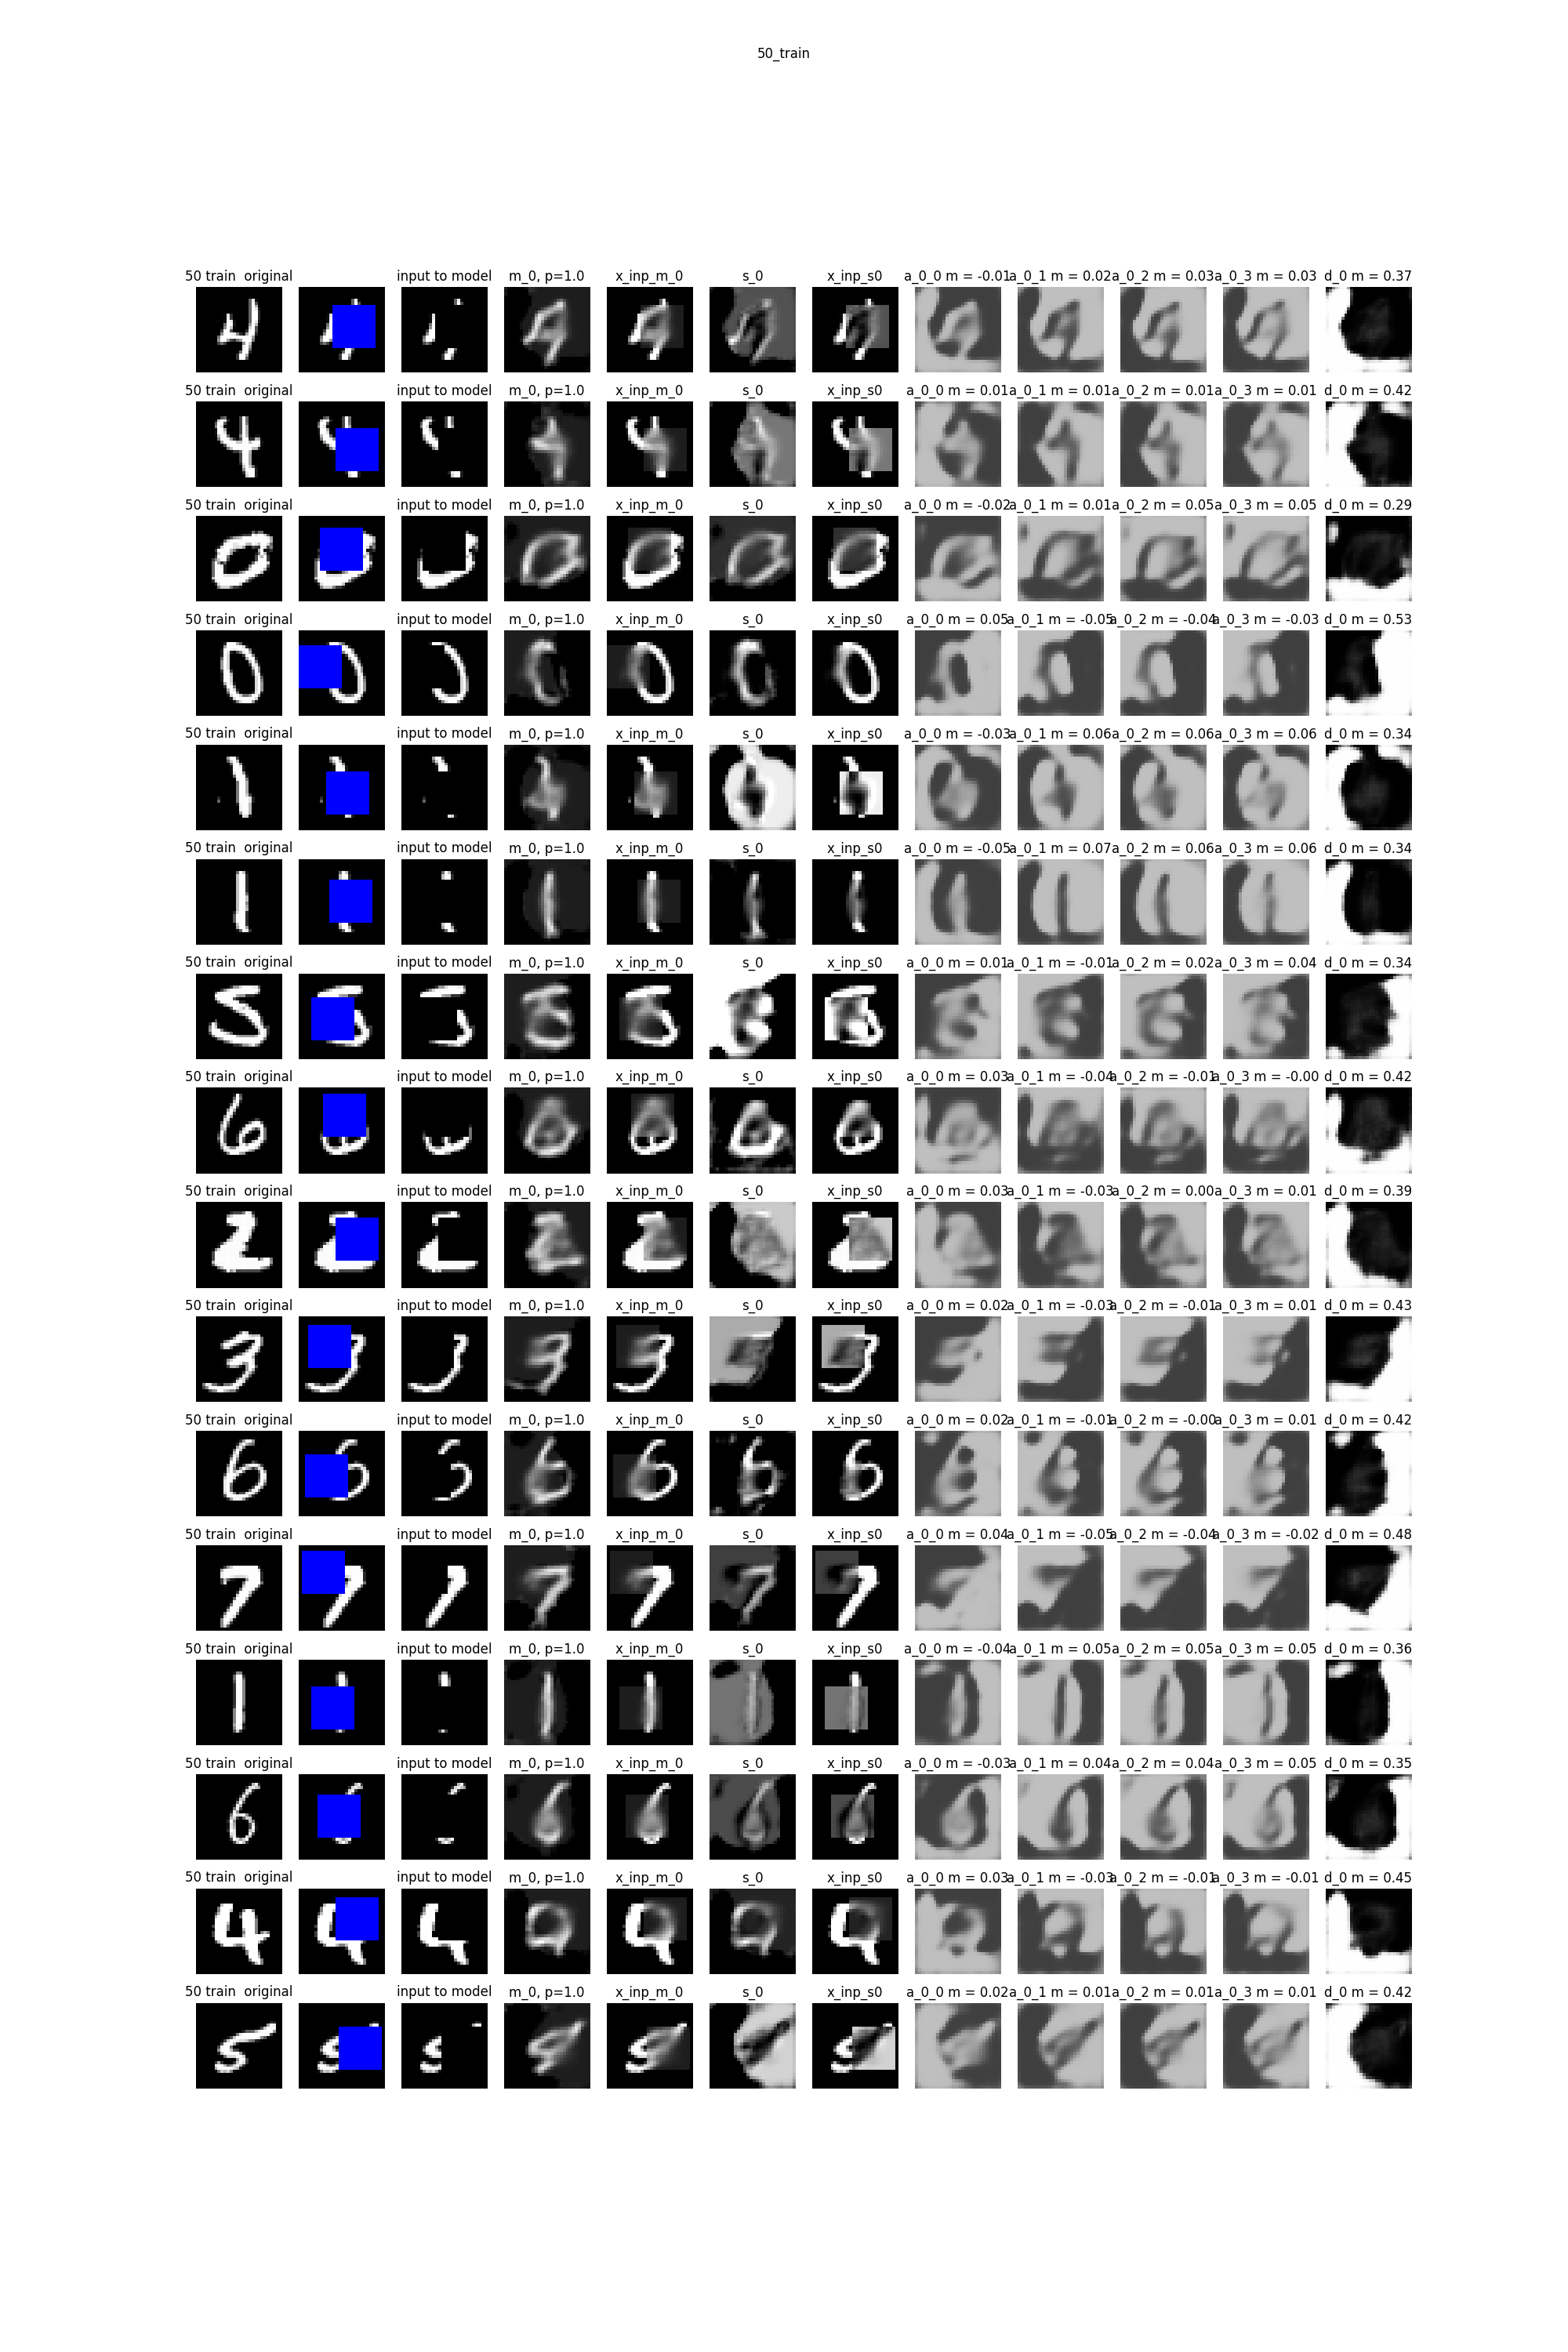 50_train
50 train original input to model m_0, p=1.0 x_inp_m_0 s_0 x_inp_s0 a_0_0 m = -0.01 a_0_1 m = 0.02 a_0_2 m = 0.03 a_0_3 m = 0.03 d_0 m = 0.37
4
50 train original input to model m_0, p=1.0 x_inp_m_0 s_0 x_inp_s0 a_0_0 m = 0.01 a_0_1 m = 0.01 a_0_2 m = 0.01 a_0_3 m = 0.01 d_0 m = 0.42
4
50 train original input to model m_0, p=1.0 x_inp_m_0 s_0 x_inp_s0 a_0_0 m = -0.02 a_0_1 m = 0.01 a_0_2 m = 0.05 a_0_3 m = 0.05 d_0 m = 0.29
0
50 train original input to model m_0, p=1.0 x_inp_m_0 s_0 x_inp_s0 a_0_0 m = 0.05 a_0_1 m = -0.05 a_0_2 m = -0.04 a_0_3 m = -0.03 d_0 m = 0.53
0
50 train original input to model m_0, p=1.0 x_inp_m_0 s_0 x_inp_s0 a_0_0 m = -0.03 a_0_1 m = 0.06 a_0_2 m = 0.06 a_0_3 m = 0.06 d_0 m = 0.34
1
50 train original input to model m_0, p=1.0 x_inp_m_0 s_0 x_inp_s0 a_0_0 m = -0.05 a_0_1 m = 0.07 a_0_2 m = 0.06 a_0_3 m = 0.06 d_0 m = 0.34
1
50 train original input to model m_0, p=1.0 x_inp_m_0 s_0 x_inp_s0 a_0_0 m = 0.01 a_0_1 m = -0.01 a_0_2 m = 0.02 a_0_3 m = 0.04 d_0 m = 0.34
5
50 train original input to model m_0, p=1.0 x_inp_m_0 s_0 x_inp_s0 a_0_0 m = 0.03 a_0_1 m = -0.04 a_0_2 m = -0.01 a_0_3 m = -0.00 d_0 m = 0.42
6
50 train original input to model m_0, p=1.0 x_inp_m_0 s_0 x_inp_s0 a_0_0 m = 0.03 a_0_1 m = -0.03 a_0_2 m = 0.00 a_0_3 m = 0.01 d_0 m = 0.39
2
50 train original input to model m_0, p=1.0 x_inp_m_0 s_0 x_inp_s0 a_0_0 m = 0.02 a_0_1 m = -0.03 a_0_2 m = -0.01 a_0_3 m = 0.01 d_0 m = 0.43
3
50 train original input to model m_0, p=1.0 x_inp_m_0 s_0 x_inp_s0 a_0_0 m = 0.02 a_0_1 m = -0.01 a_0_2 m = -0.00 a_0_3 m = 0.01 d_0 m = 0.42
6
50 train original input to model m_0, p=1.0 x_inp_m_0 s_0 x_inp_s0 a_0_0 m = 0.04 a_0_1 m = -0.05 a_0_2 m = -0.04 a_0_3 m = -0.02 d_0 m = 0.48
7
50 train original input to model m_0, p=1.0 x_inp_m_0 s_0 x_inp_s0 a_0_0 m = -0.04 a_0_1 m = 0.05 a_0_2 m = 0.05 a_0_3 m = 0.05 d_0 m = 0.36
1
50 train original input to model m_0, p=1.0 x_inp_m_0 s_0 x_inp_s0 a_0_0 m = -0.03 a_0_1 m = 0.04 a_0_2 m = 0.04 a_0_3 m = 0.05 d_0 m = 0.35
6
50 train original input to model m_0, p=1.0 x_inp_m_0 s_0 x_inp_s0 a_0_0 m = 0.03 a_0_1 m = -0.03 a_0_2 m = -0.01 a_0_3 m = -0.01 d_0 m = 0.45
4
50 train original input to model m_0, p=1.0 x_inp_m_0 s_0 x_inp_s0 a_0_0 m = 0.02 a_0_1 m = 0.01 a_0_2 m = 0.01 a_0_3 m = 0.01 d_0 m = 0.42
5